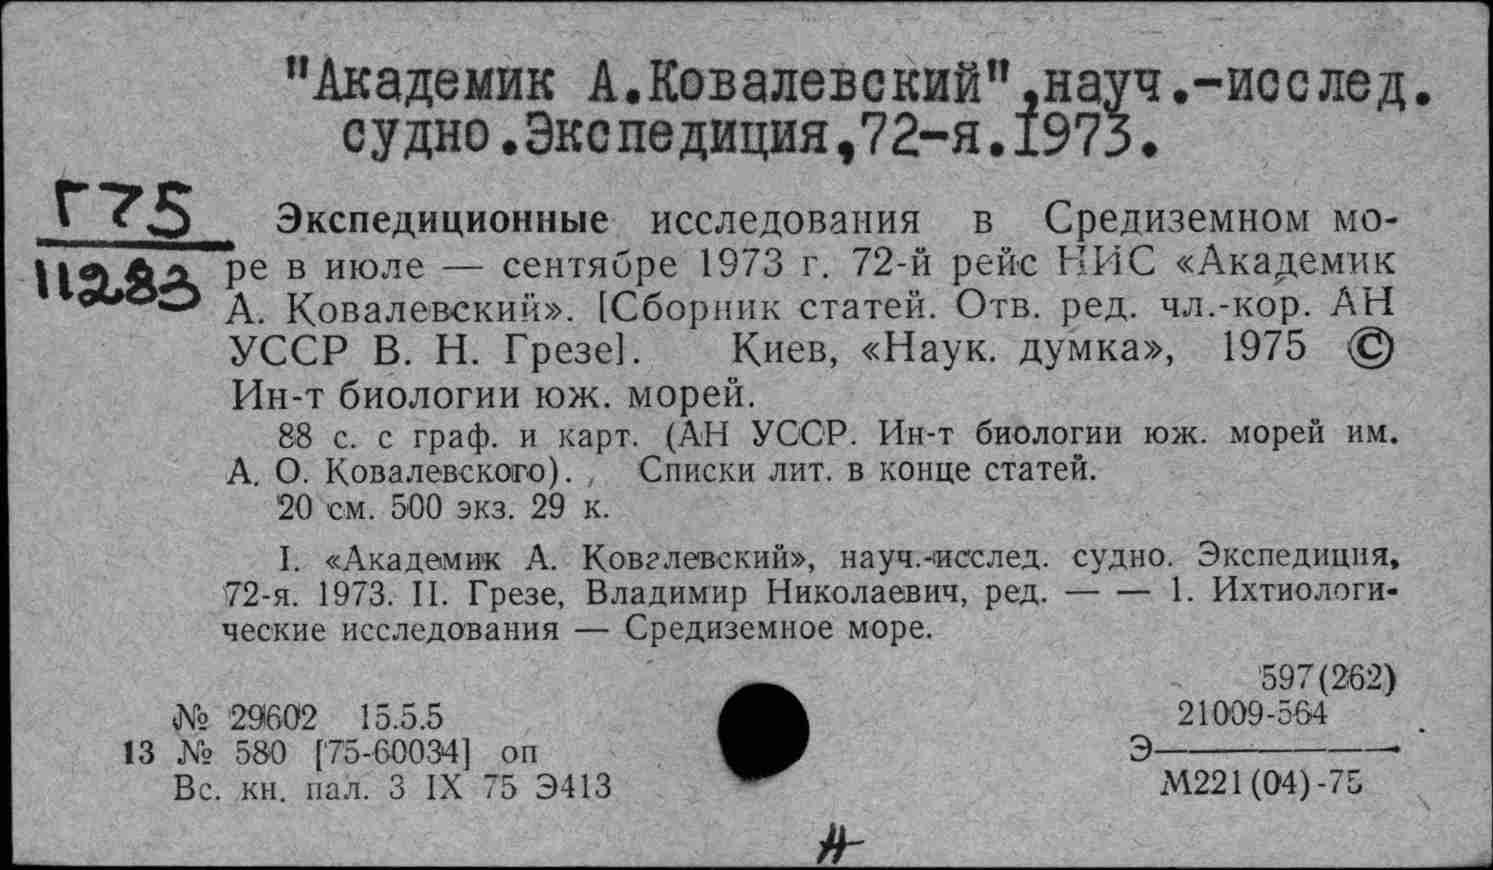 "Академик А.Ковалевский",науч.-исслед.
судно.Экспедиция,72-я.1973.
Г75
11283
Экспедиционные исследования в Средиземном мо-
ре в июле — сентябре 1973 г. 72-й рейс НИС «Академик
А. Ковалевский». [Сборник статей. Отв. ред. чл.-кор. АН
УССР В. Н. Грезе]. Киев, «Наук. думка», 1975 ©
Ин-т биологии юж. морей.
88 с. с граф. и карт. (АН УССР. Ин-т биологии юж. морей им.
А. О. Ковалевского). Списки лит. в конце статей.
20 см. 500 экз. 29 к.
I. «Академик А. Ковалевский», науч.-исслед. судно. Экспедиция,
72-я. 1973. II. Грезе, Владимир Николаевич, ред. — — 1. Ихтиологи-
ческие исследования — Средиземное море.
597(262)
№ 29602 15.5.5
21009-564
13 № 580 [75-60034] оп
Э
Вс. кн. пал. 3 IX 75 Э413
М221(04)-75